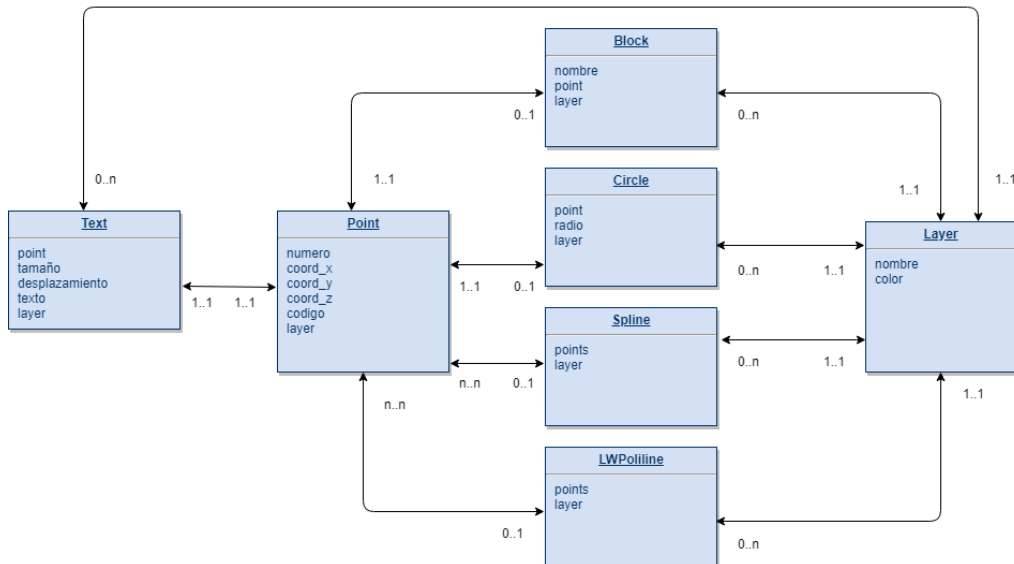 Block
nombre
point
layer
0..1
0..n
0..n
1..1
1..1
1..1
Circle
point
radio
layer
Text
point
tamaño
desplazamiento
texto
layer
Point
numero
coord_x
coord_y
coord_z
codigo
layer
Layer
nombre
color
1..1
1..1
1..1
0..1
0..n
1..1
Spline
points
layer
n..n
0..1
0..n
1..1
n..n
1..1
LWPoliline
points
layer
0..1
0..n